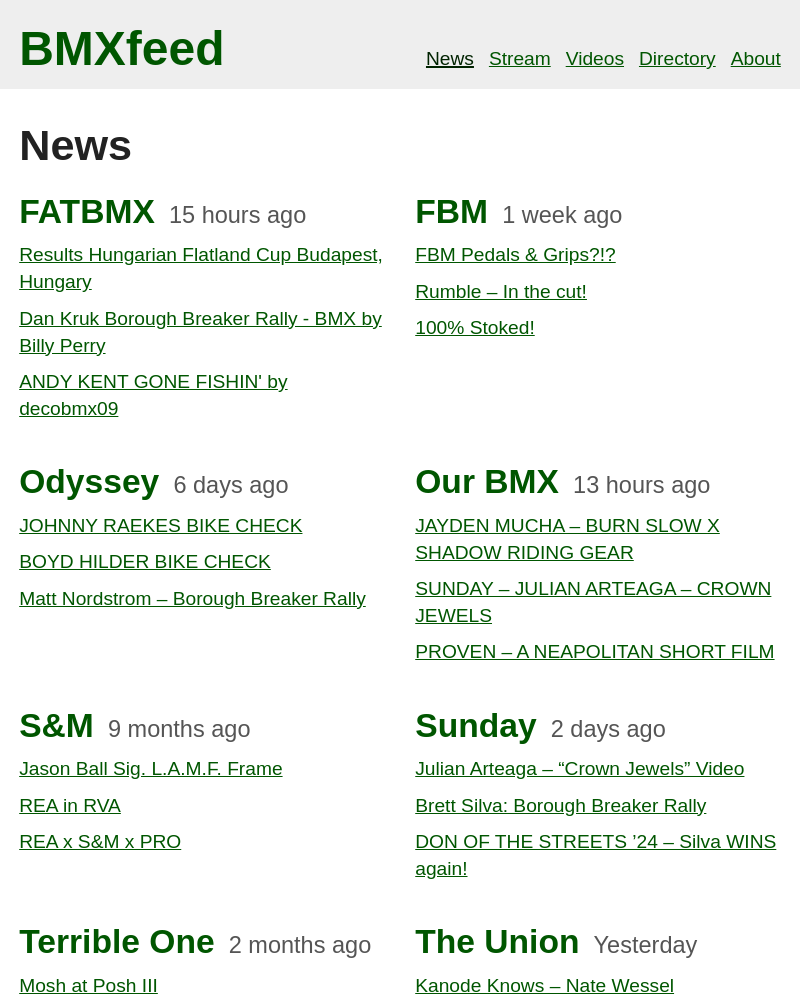 BMXfeed
News Stream Videos Directory About
News
FATBMX 15 hours ago
Results Hungarian Flatland Cup Budapest,
Hungary
Dan Kruk Borough Breaker Rally - BMX by
Billy Perry
ANDY KENT GONE FISHIN' by
decobmx09
FBM 1 week ago
FBM Pedals & Grips?!?
Rumble – In the cut!
100% Stoked!
Odyssey 6 days ago
JOHNNY RAEKES BIKE CHECK
BOYD HILDER BIKE CHECK
Matt Nordstrom – Borough Breaker Rally
Our BMX 13 hours ago
JAYDEN MUCHA – BURN SLOW X
SHADOW RIDING GEAR
SUNDAY – JULIAN ARTEAGA – CROWN
JEWELS
PROVEN – A NEAPOLITAN SHORT FILM
S&M 9 months ago
Jason Ball Sig. L.A.M.F. Frame
REA in RVA
REA x S&M x PRO
Sunday 2 days ago
Julian Arteaga – “Crown Jewels” Video
Brett Silva: Borough Breaker Rally
DON OF THE STREETS ’24 – Silva WINS
again!
Terrible One 2 months ago
Mosh at Posh III
The Union Yesterday
Kanode Knows – Nate Wessel